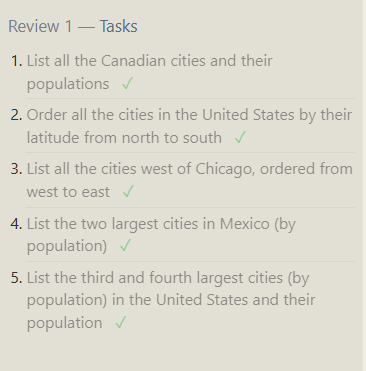 Review 1 — Tasks
1. List all the Canadian cities and their
populations ✓
2. Order all the cities in the United States by their
latitude from north to south ✓
3. List all the cities west of Chicago, ordered from
west to east ✓
4. List the two largest cities in Mexico (by
population) ✓
5. List the third and fourth largest cities (by
population) in the United States and their
population ✓